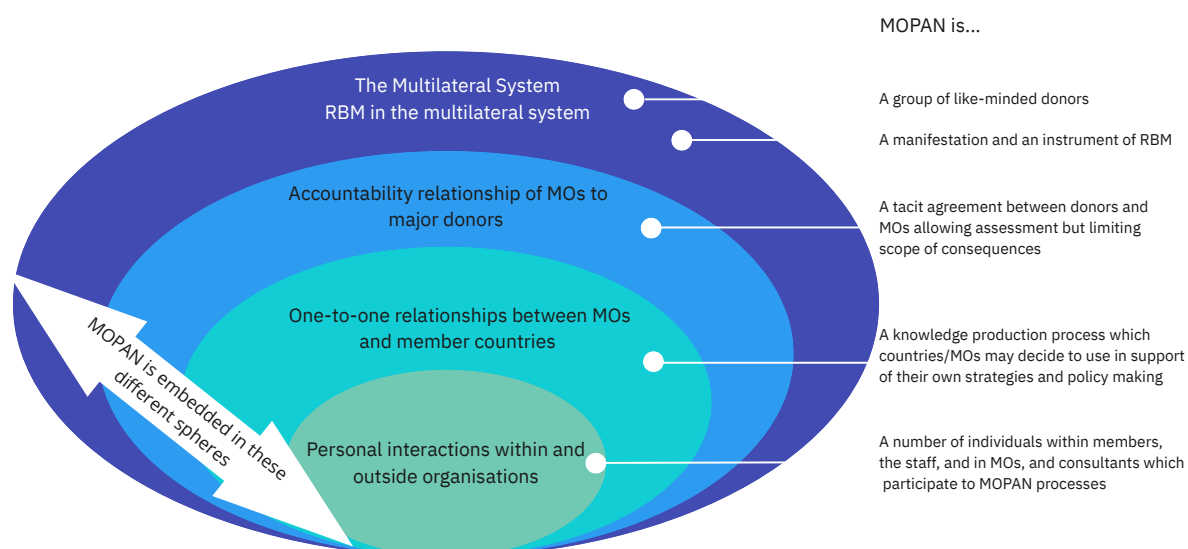 MOPAN is...
The Multilateral System
RBM in the multilateral system
A group of like-minded donors
A manifestation and an instrument of RBM
Accountability relationship of MOs to
major donors
A tacit agreement between donors and
MOs allowing assessment but limiting
scope of consequences
One-to-one relationships between MOs
and member countries
A knowledge production process which
countries/MOs may decide to use in support
of their own strategies and policy making
MOPAN is embedded in these
different spheres
Personal interactions within and
outside organisations
A number of individuals within members,
the staff, and in MOs, and consultants which
participate to MOPAN processes